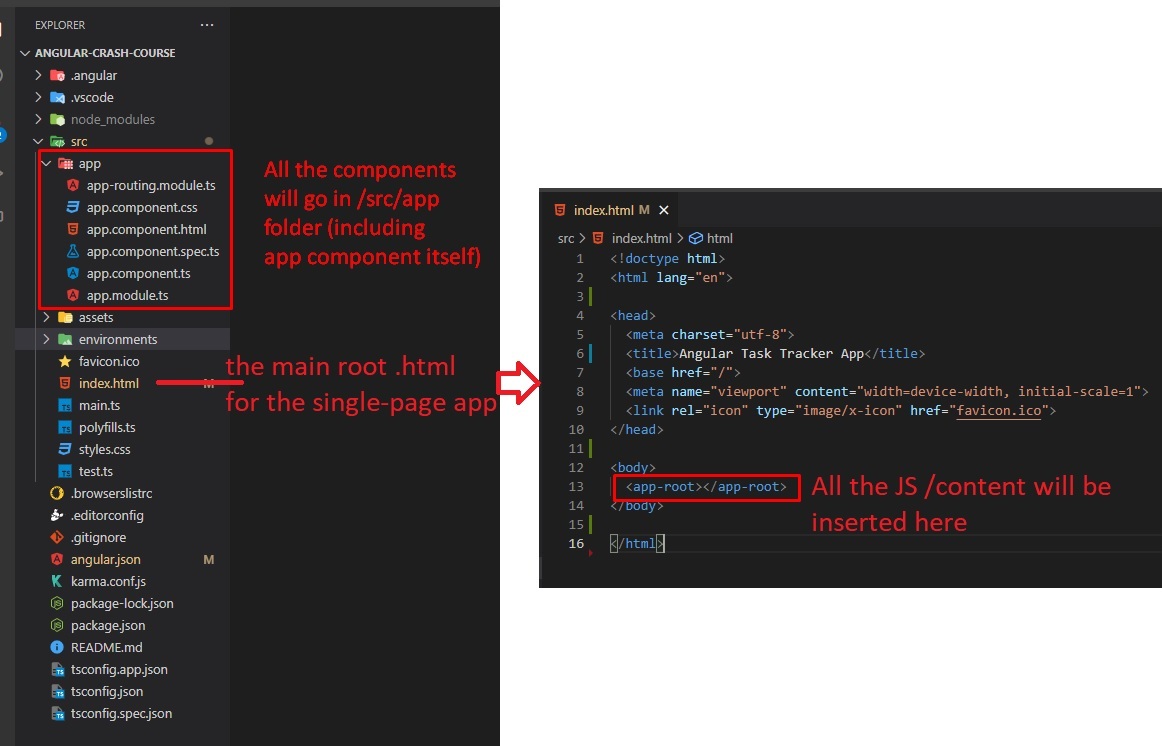 EXPLORER ...
ANGULAR-CRASH-COURSE
.angular
.vscode
node_modules
src
app
app-routing.module.ts
app.component.css
app.component.html
app.component.spec.ts
app.component.ts
app.module.ts
assets
environments
favicon.ico
index.html M
main.ts
polyfills.ts
styles.css
test.ts
.browserslistrc
.editorconfig
.gitignore
angular.json M
karma.conf.js
package-lock.json
package.json
README.md
tsconfig.app.json
tsconfig.json
tsconfig.spec.json
All the components
will go in /src/app
folder (including
app component itself)
the main root .html
for the single-page app
index.html M
src > index.html > html
1 <!doctype html>
2 <html lang="en">
3
4 <head>
5 <meta charset="utf-8">
6 <title>Angular Task Tracker App</title>
7 <base href="/">
8 <meta name="viewport" content="width=device-width, initial-scale=1">
9 <link rel="icon" type="image/x-icon" href="favicon.ico">
10 </head>
11
12 <body>
13 <app-root></app-root>
14 </body>
15
16 </html>
All the JS /content will be
inserted here